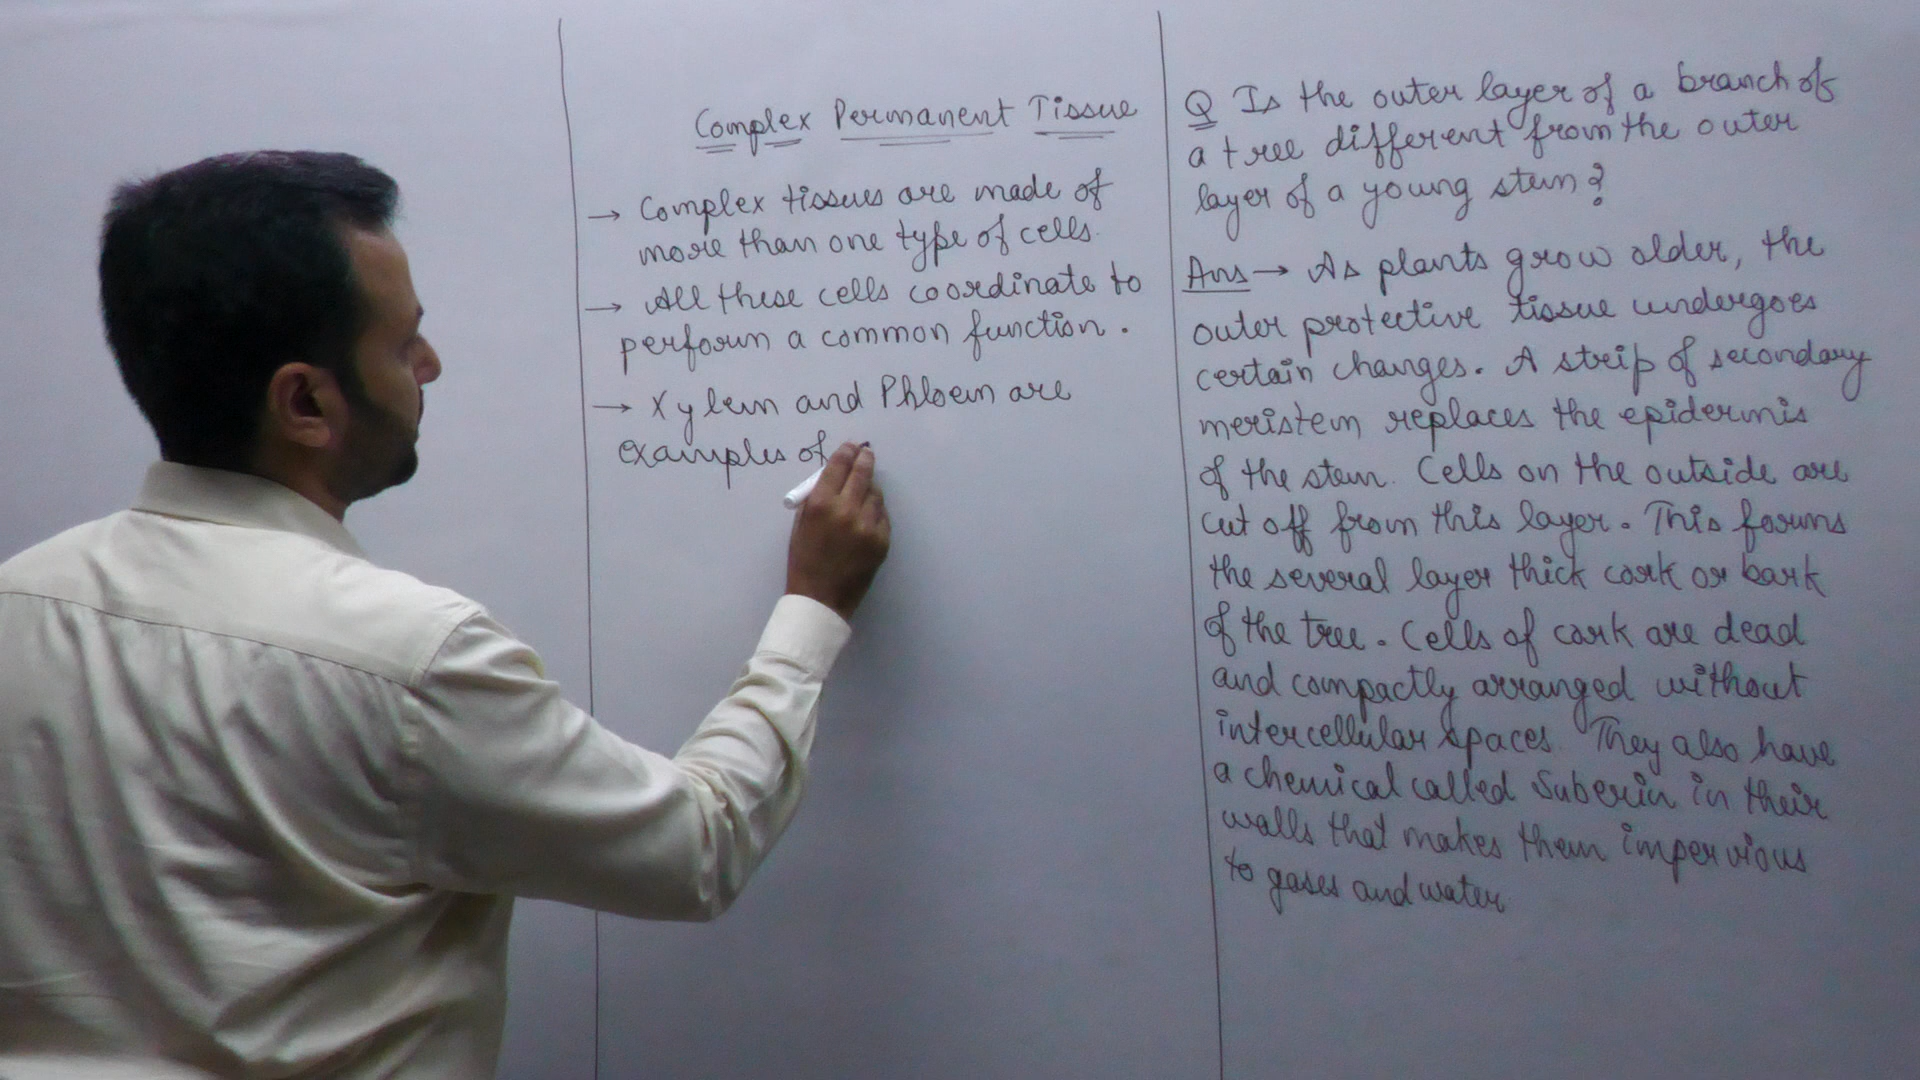 Complex Permanent Tissue
→ Complex tissues are made of
more than one type of cells.
→ All these cells coordinate to
perform a common function.
→ Xylem and Phloem are
examples of
Q Is the outer layer of a branch of
a tree different from the outer
layer of a young stem?
Ans → As plants grow older, the
outer protective tissue undergoes
certain changes. A strip of secondary
meristem replaces the epidermis
of the stem. Cells on the outside are
cut off from this layer. This forms
the several layer thick cork or bark
of the tree. Cells of cork are dead
and compactly arranged without
intercellular spaces. They also have
a chemical called Suberin in their
walls that makes them impervious
to gases and water